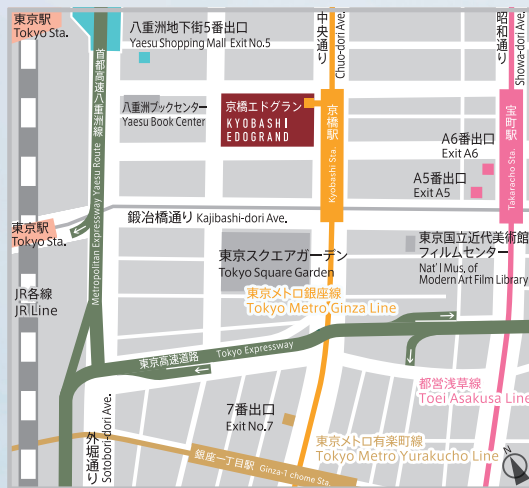 東京駅
Tokyo Sta.
八重洲地下街5番出口
Yaesu Shopping Mall Exit No.5
中央通り
Chuo-dori Ave.
昭和通り
Showa-dori Ave.
首都高速八重洲線
Metropolitan Expressway Yaesu Route
八重洲ブックセンター
Yaesu Book Center
京橋エドグラン
KYOBASHI
EDOGRAND
京橋駅
Kyobashi Sta.
宝町駅
Takaracho Sta.
A6番出口
Exit A6
A5番出口
Exit A5
東京駅
Tokyo Sta.
鍛冶橋通り Kajibashi-dori Ave.
東京スクエアガーデン
Tokyo Square Garden
東京国立近代美術館
フィルムセンター
Nat'l Mus. of
Modern Art Film Library
JR各線
JR Line
東京メトロ銀座線
Tokyo Metro Ginza Line
東京高速道路 Tokyo Expressway
都営浅草線
Toei Asakusa Line
7番出口
Exit No.7
外堀通り
Sotobori-dori Ave.
東京メトロ有楽町線
Tokyo Metro Yurakucho Line
銀座一丁目駅 Ginza-1 chome Sta.
N